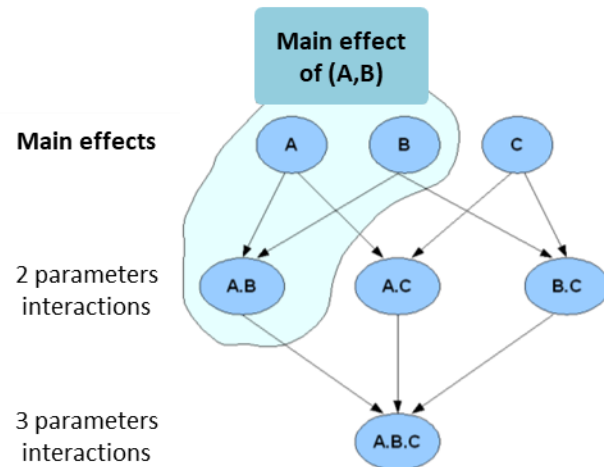 Main effect
of (A,B)
Main effects
A
B
C
2 parameters
interactions
A.B
A.C
B.C
3 parameters
interactions
A.B.C